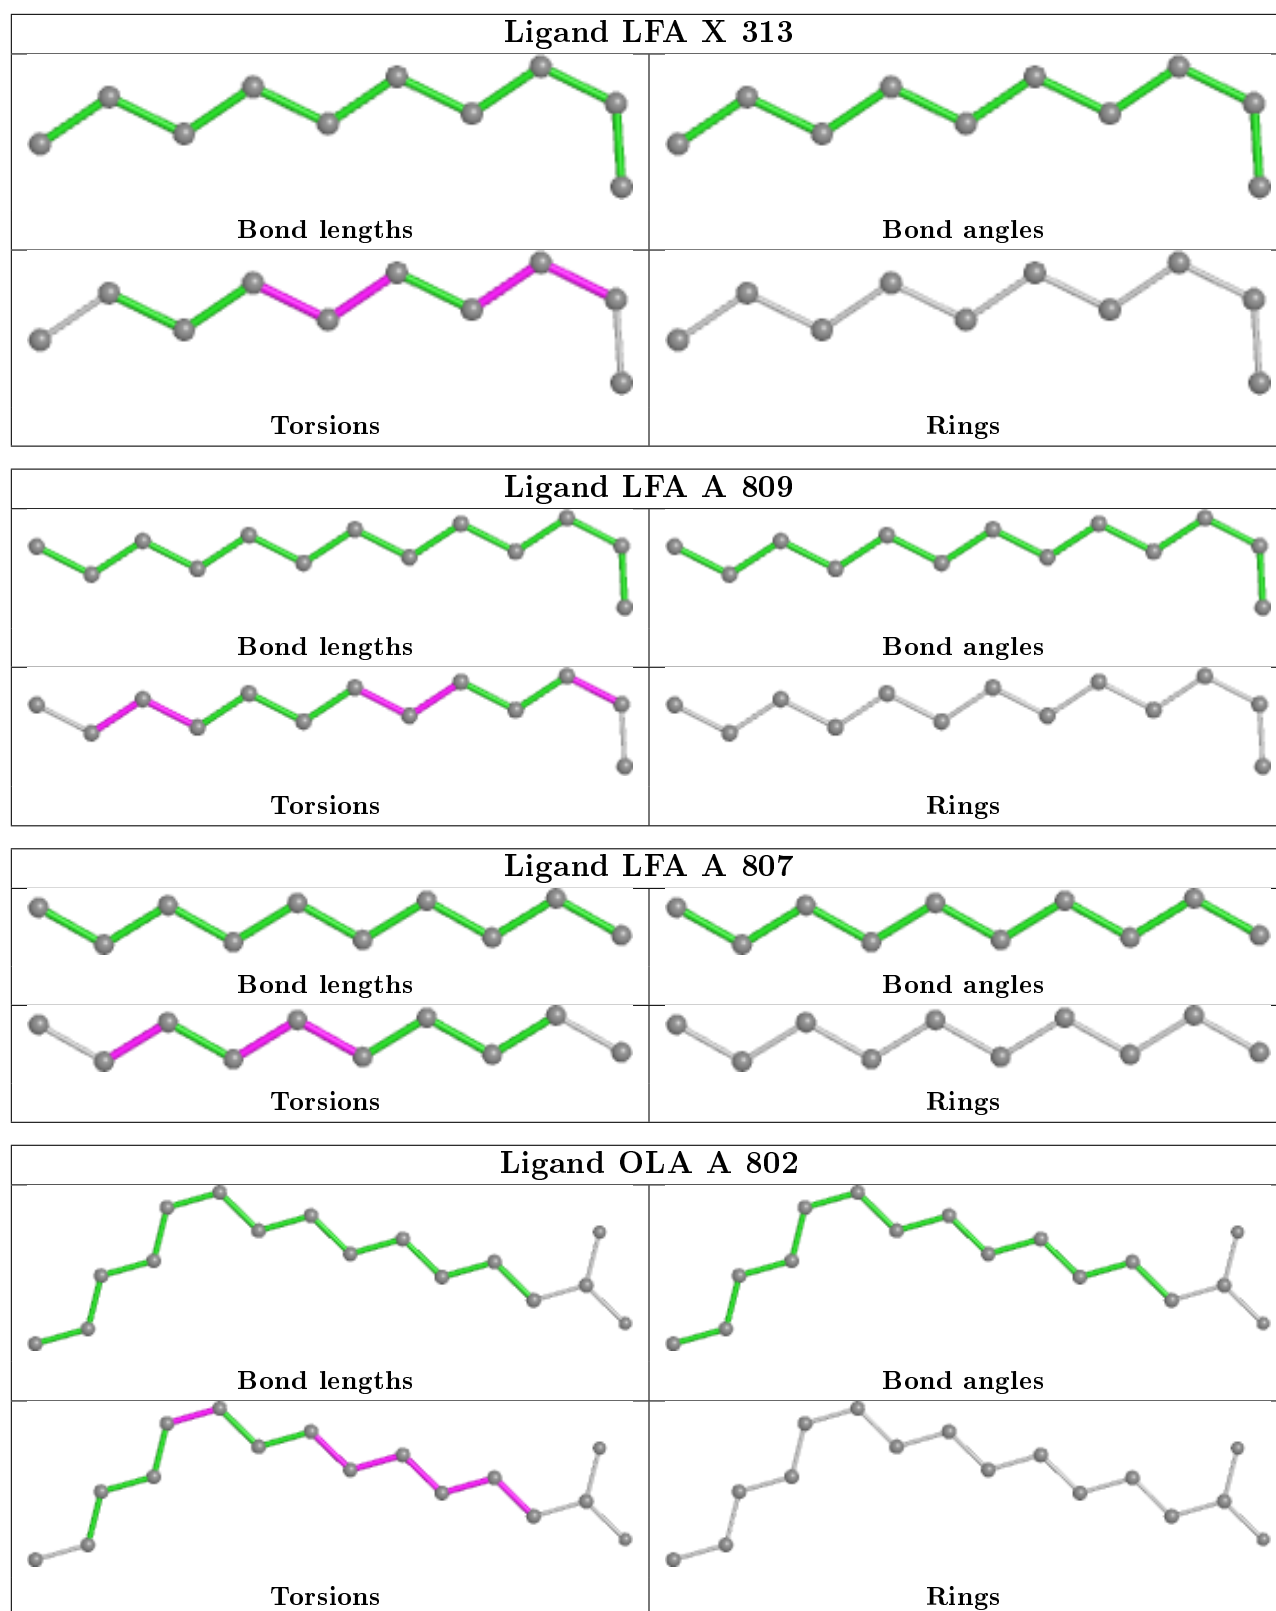 Ligand LFA X 313
Bond lengths
Bond angles
Torsions
Rings
Ligand LFA A 809
Bond lengths
Bond angles
Torsions
Rings
Ligand LFA A 807
Bond lengths
Bond angles
Torsions
Rings
Ligand OLA A 802
Bond lengths
Bond angles
Torsions
Rings